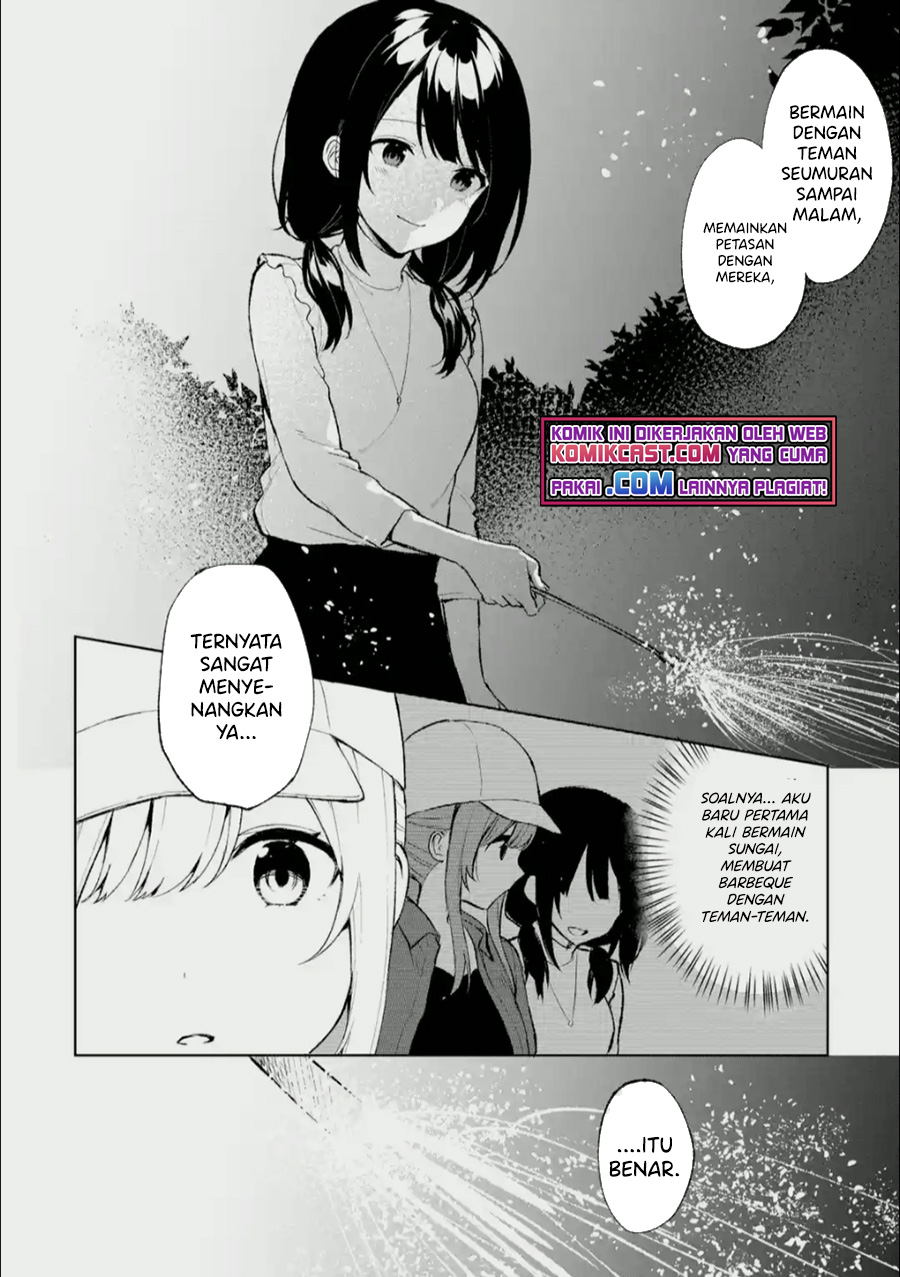 BERMAIN
DENGAN
TEMAN
SEUMURAN
SAMPAI
MALAM,
MEMAINKAN
PETASAN
DENGAN
MEREKA,
KOMIK INI DIKERJAKAN OLEH WEB
KOMIKCAST.COM YANG CUMA
PAKAI .COM LAINNYA PLAGIAT!
TERNYATA
SANGAT
MENYE-
NANGKAN
YA...
SOALNYA... AKU
BARU PERTAMA
KALI BERMAIN
SUNGAI,
MEMBUAT
BARBEQUE
DENGAN
TEMAN-TEMAN.
....ITU
BENAR.